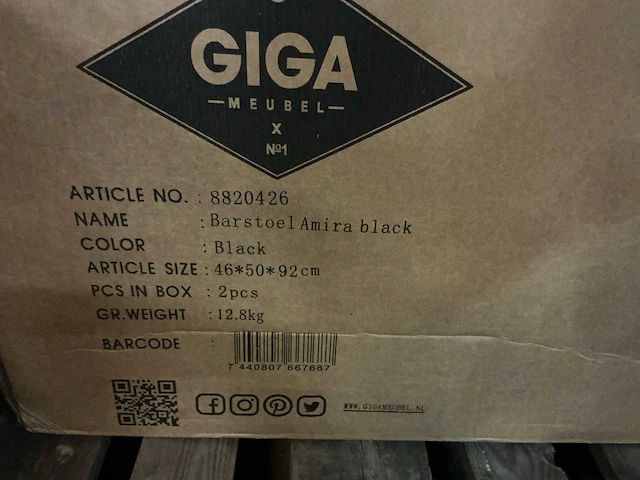 GIGA
—MEUBEL—
X
Nº1
ARTICLE NO. : 8820426
NAME : Barstoel Amira black
COLOR : Black
ARTICLE SIZE : 46*50*92cm
PCS IN BOX : 2pcs
GR.WEIGHT : 12.8kg
BARCODE :
7 440807 667687
WWW.GIGAMEUBEL.NL